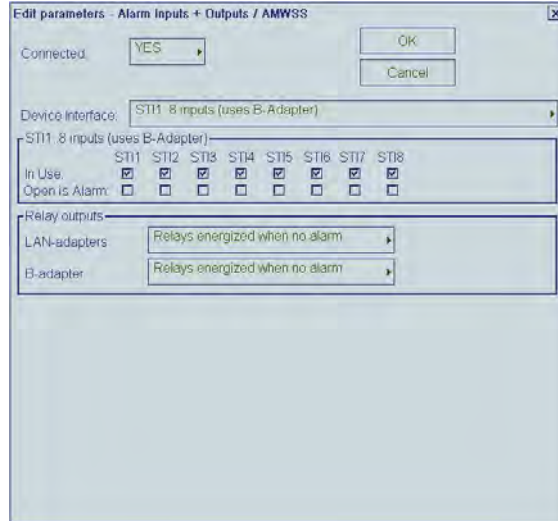 Edit parameters - Alarm Inputs + Outputs / AMWSS
Connected: YES
OK
Cancel
Device Interface: STI1 8 inputs (uses B-Adapter)
STI1 8 inputs (uses B-Adapter)
STI1 STI2 STI3 STI4 STI5 STI6 STI7 STI8
In Use:
Open is Alarm:
Relay outputs
LAN-adapters Relays energized when no alarm
B-adapter Relays energized when no alarm